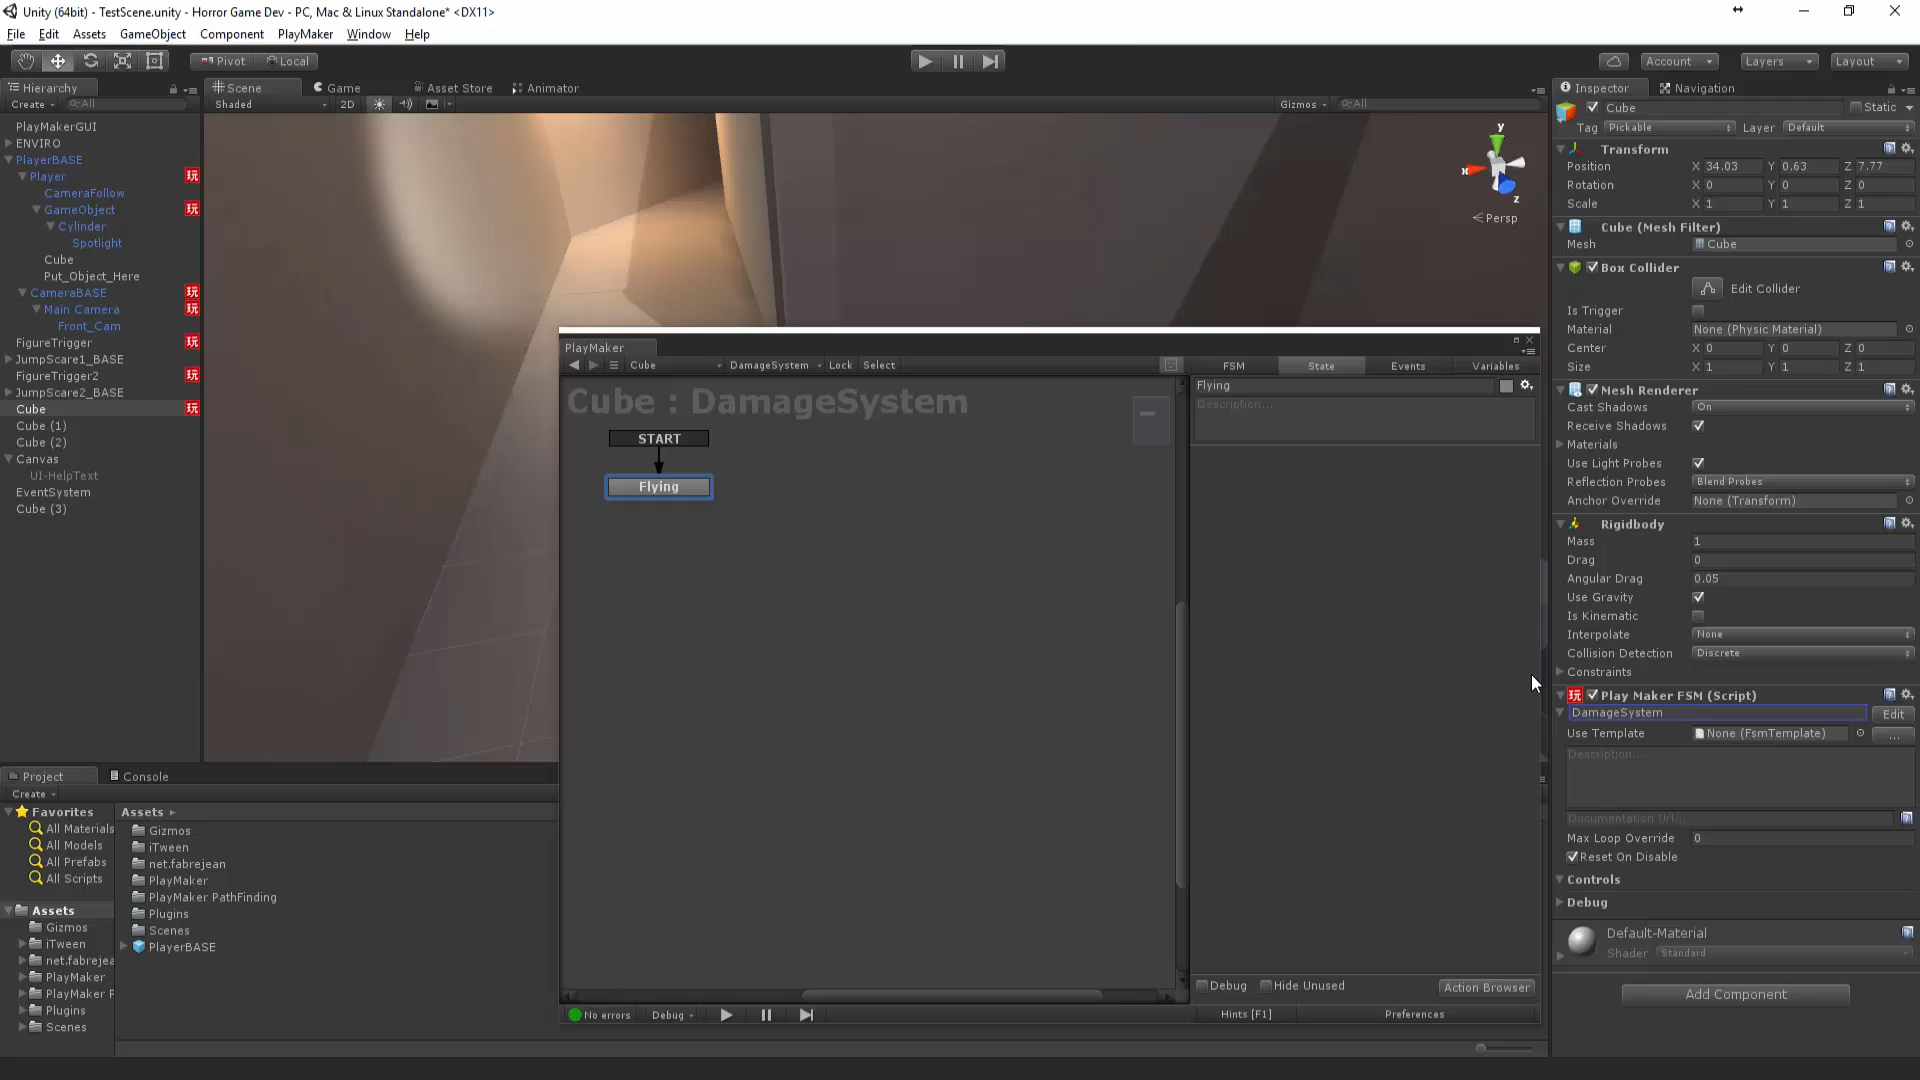 Unity (64bit) - TestScene.unity - Horror Game Dev - PC, Mac & Linux Standalone* <DX11>
File Edit Assets GameObject Component PlayMaker Window Help
Pivot Local Account Layers Layout
Hierarchy
Create All
PlayMakerGUI
ENVIRO
PlayerBASE
Player
CameraFollow
GameObject
Cylinder
Spotlight
Cube
Put_Object_Here
CameraBASE
Main Camera
Front_Cam
FigureTrigger
JumpScare1_BASE
FigureTrigger2
JumpScare2_BASE
Cube
Cube (1)
Cube (2)
Canvas
UI-HelpText
EventSystem
Cube (3)
Scene Game Asset Store Animator
Shaded 2D Gizmos All
y
x
z
Persp
PlayMaker
Cube DamageSystem Lock Select
Cube : DamageSystem
START
Flying
FSM State Events Variables
Flying
Description...
Debug Hide Unused Action Browser
No errors Debug Hints [F1] Preferences
Inspector Navigation
Cube Static
Tag Pickable Layer Default
Transform
Position X 34.03 Y 0.63 Z 7.77
Rotation X 0 Y 0 Z 0
Scale X 1 Y 1 Z 1
Cube (Mesh Filter)
Mesh Cube
Box Collider
Edit Collider
Is Trigger
Material None (Physic Material)
Center X 0 Y 0 Z 0
Size X 1 Y 1 Z 1
Mesh Renderer
Cast Shadows On
Receive Shadows
Materials
Use Light Probes
Reflection Probes Blend Probes
Anchor Override None (Transform)
Rigidbody
Mass 1
Drag 0
Angular Drag 0.05
Use Gravity
Is Kinematic
Interpolate None
Collision Detection Discrete
Constraints
玩 Play Maker FSM (Script)
DamageSystem Edit
Use Template None (FsmTemplate) ...
Description...
Documentation Url...
Max Loop Override 0
Reset On Disable
Controls
Debug
Default-Material
Shader Standard
Add Component
Project Console
Create
Favorites
All Materials
All Models
All Prefabs
All Scripts
Assets
Gizmos
iTween
net.fabrejea
PlayMaker
PlayMaker P
Plugins
Scenes
Assets
Gizmos
iTween
net.fabrejean
PlayMaker
PlayMaker PathFinding
Plugins
Scenes
PlayerBASE